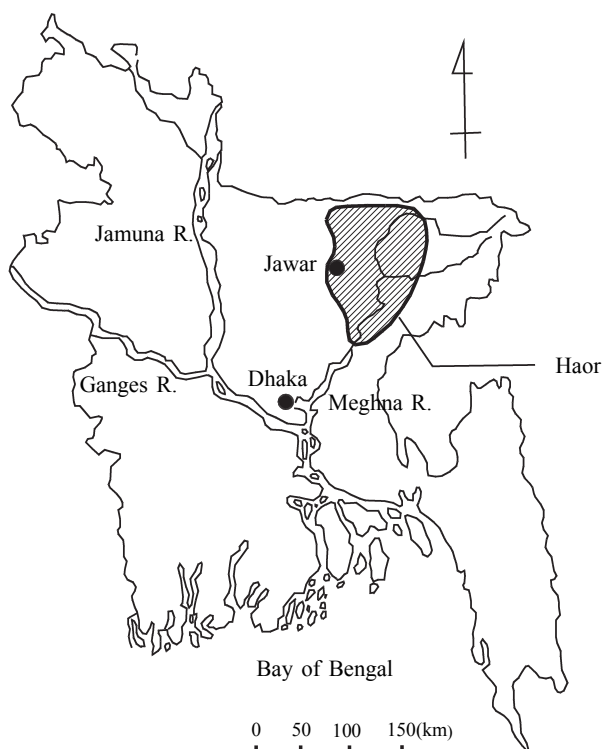 Jamuna R.
Jawar
Haor
Dhaka
Ganges R.
Meghna R.
Bay of Bengal
0 50 100 150(km)